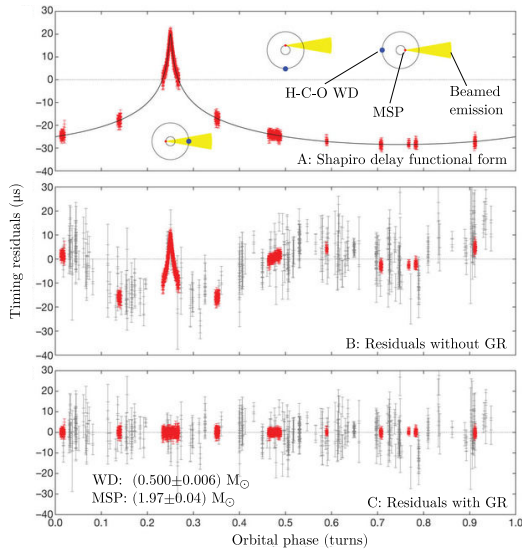 30
20
10
0
-10
-20
-30
-40
H-C-O WD
MSP
Beamed
emission
A: Shapiro delay functional form
Timing residuals (μs)
30
20
10
0
-10
-20
-30
-40
B: Residuals without GR
30
20
10
0
-10
-20
-30
-40
WD: (0.500±0.006) M⊙
MSP: (1.97±0.04) M⊙
C: Residuals with GR
0.0 0.1 0.2 0.3 0.4 0.5 0.6 0.7 0.8 0.9 1.0
Orbital phase (turns)